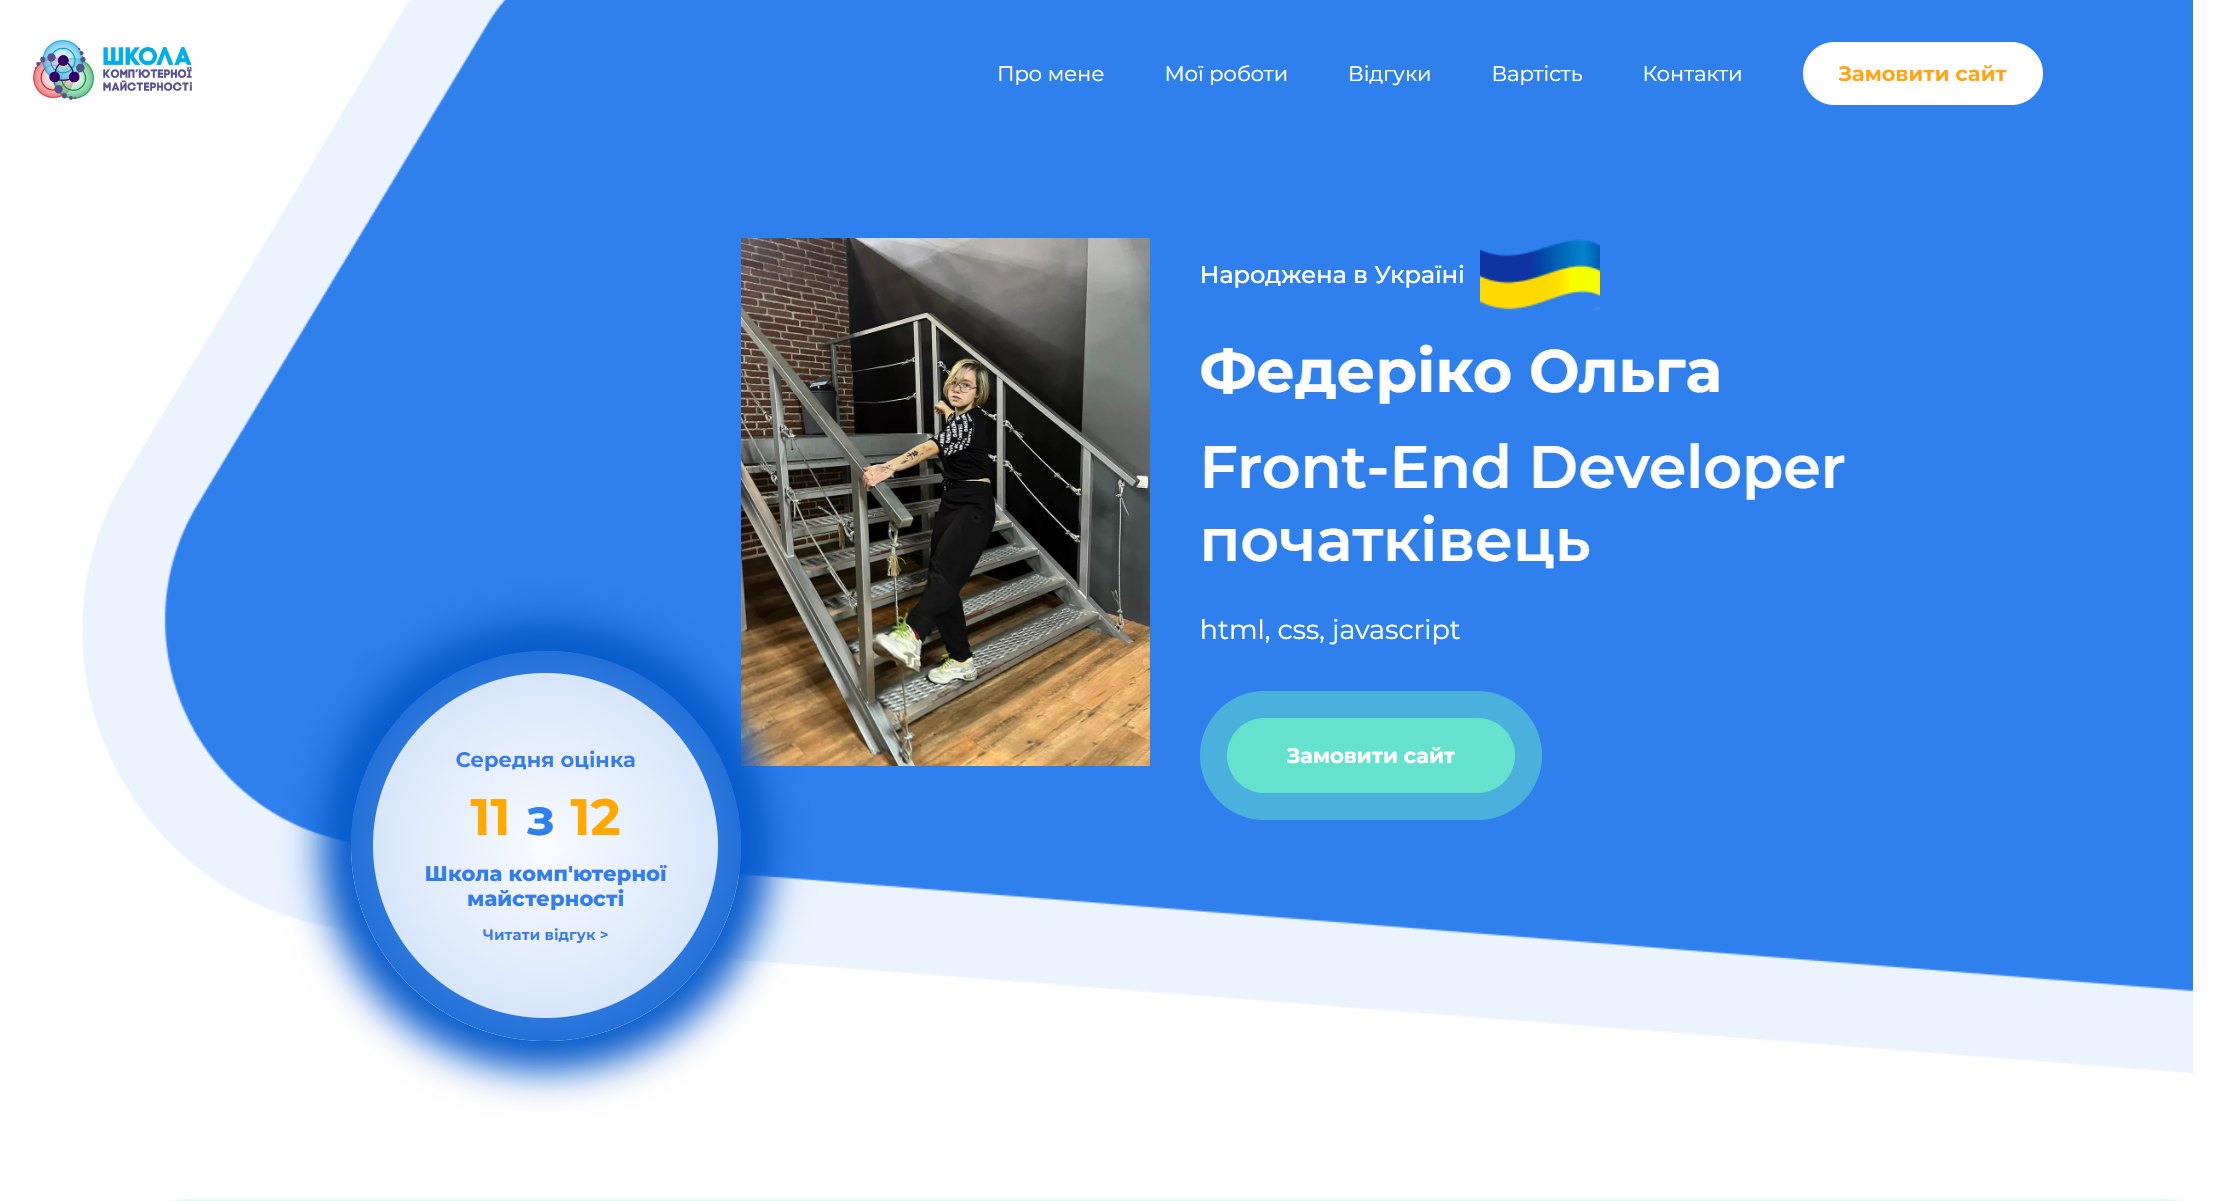 ШКОЛА
КОМП'ЮТЕРНОЇ
МАЙСТЕРНОСТІ
Про мене
Мої роботи
Відгуки
Вартість
Контакти
Замовити сайт
Народжена в Україні
Федеріко Ольга
Front-End Developer
початківець
html, css, javascript
Замовити сайт
Середня оцінка
11 з 12
Школа комп'ютерної
майстерності
Читати відгук >